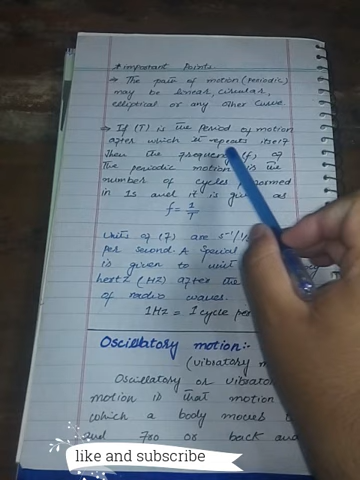 * important Points.
⇒ The path of motion (Periodic)
may be linear, circular,
elliptical or any other curve
⇒ If (T) is the period of motion
after which it repeats itself
Then the frequency (f) of
The periodic motion is the
number of cycles
in 1s and it is given as
f = 1/T
units of (f) are s⁻¹/
per second. A special
is given to unit
hertz (Hz) after the
of radio waves.
1Hz = 1 cycle per
Oscillatory motion:-
(vibratory m
Oscillatory or vibrator
motion is that motion
which a body moves
and fro or back and
like and subscribe